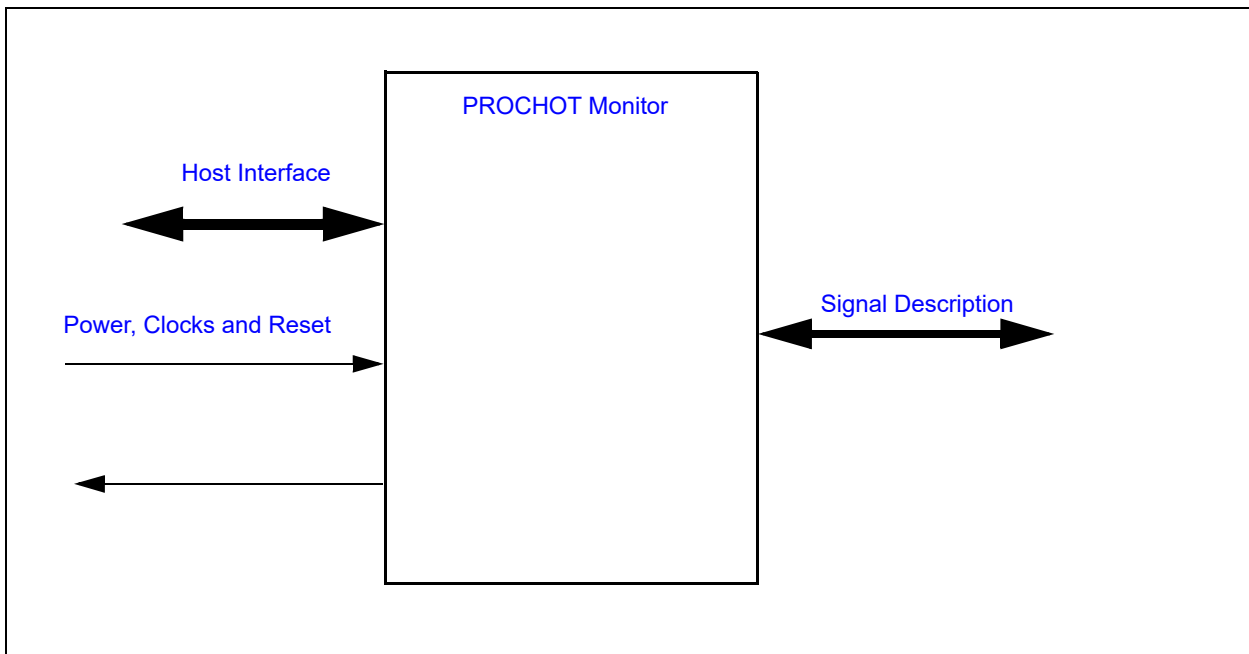 PROCHOT Monitor
Host Interface
Signal Description
Power, Clocks and Reset